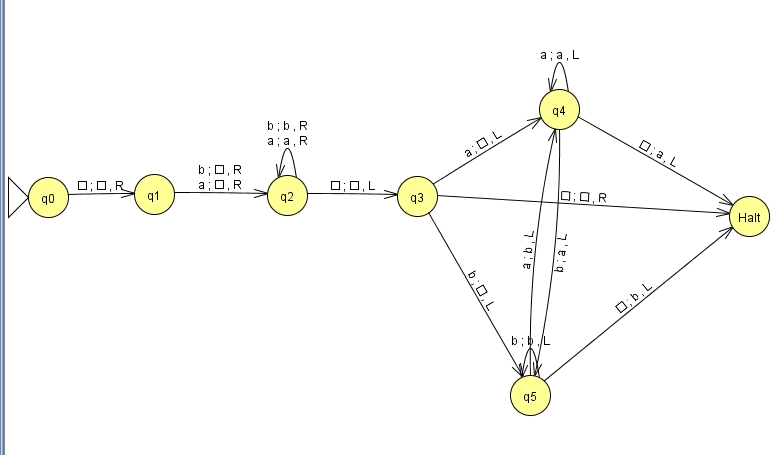 a ; a , L
q4
b ; b , R
a ; a , R
a ; □ , L
□ ; a , L
b ; □ , R
a ; □ , R
□ ; □ , R
□ ; □ , L
□ ; □ , R
q0
q1
q2
q3
Halt
a ; b , L
b ; a , L
b ; □ , L
□ ; b , L
b ; b , L
q5